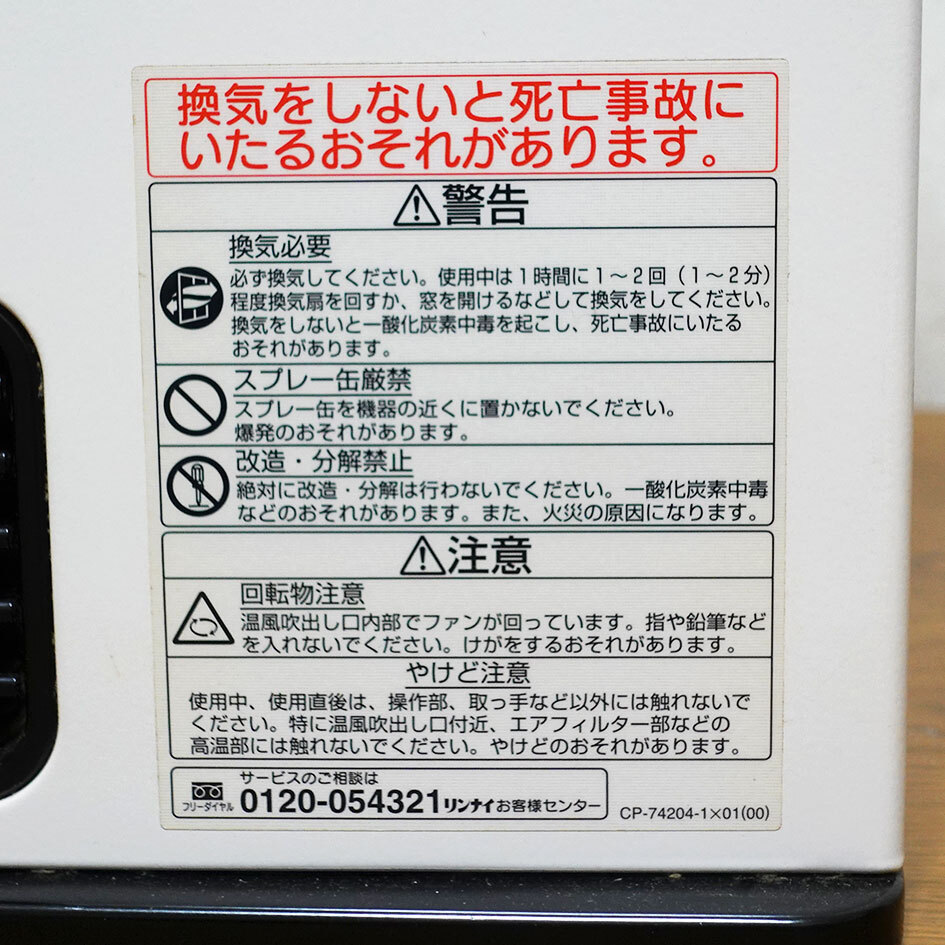 換気をしないと死亡事故に
いたるおそれがあります。
警告
換気必要
必ず換気してください。使用中は1時間に1～2回（1～2分）
程度換気扇を回すか、窓を開けるなどして換気をしてください。
換気をしないと一酸化炭素中毒を起こし、死亡事故にいたる
おそれがあります。
スプレー缶厳禁
スプレー缶を機器の近くに置かないでください。
爆発のおそれがあります。
改造・分解禁止
絶対に改造・分解は行わないでください。一酸化炭素中毒
などのおそれがあります。また、火災の原因になります。
注意
回転物注意
温風吹出し口内部でファンが回っています。指や鉛筆など
を入れないでください。けがをするおそれがあります。
やけど注意
使用中、使用直後は、操作部、取っ手など以外には触れないで
ください。特に温風吹出し口付近、エアフィルター部などの
高温部には触れないでください。やけどのおそれがあります。
サービスのご相談は
フリーダイヤル 0120-054321 リンナイお客様センター
CP-74204-1×01(00)